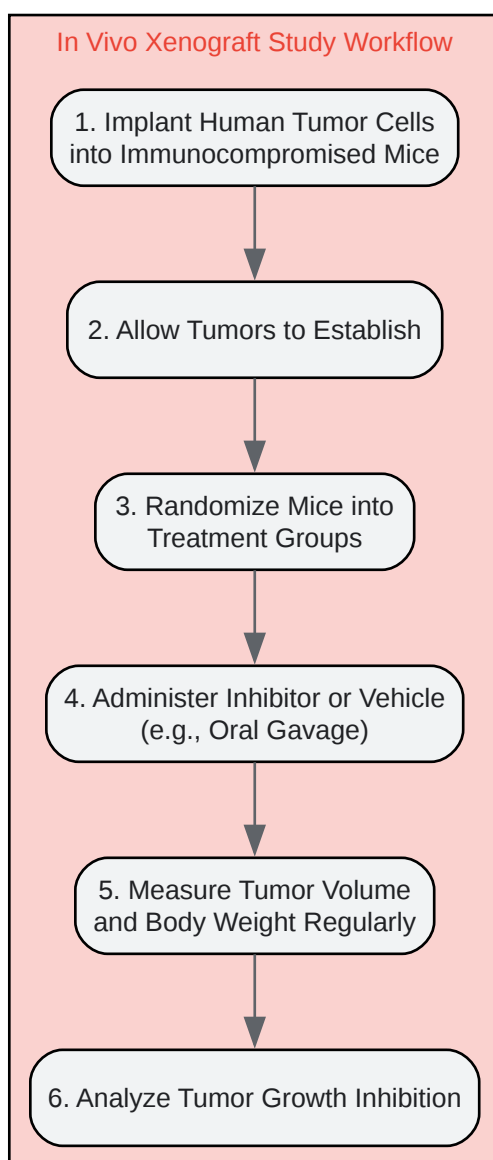 In Vivo Xenograft Study Workflow
1. Implant Human Tumor Cells
into Immunocompromised Mice
2. Allow Tumors to Establish
3. Randomize Mice into
Treatment Groups
4. Administer Inhibitor or Vehicle
(e.g., Oral Gavage)
5. Measure Tumor Volume
and Body Weight Regularly
6. Analyze Tumor Growth Inhibition